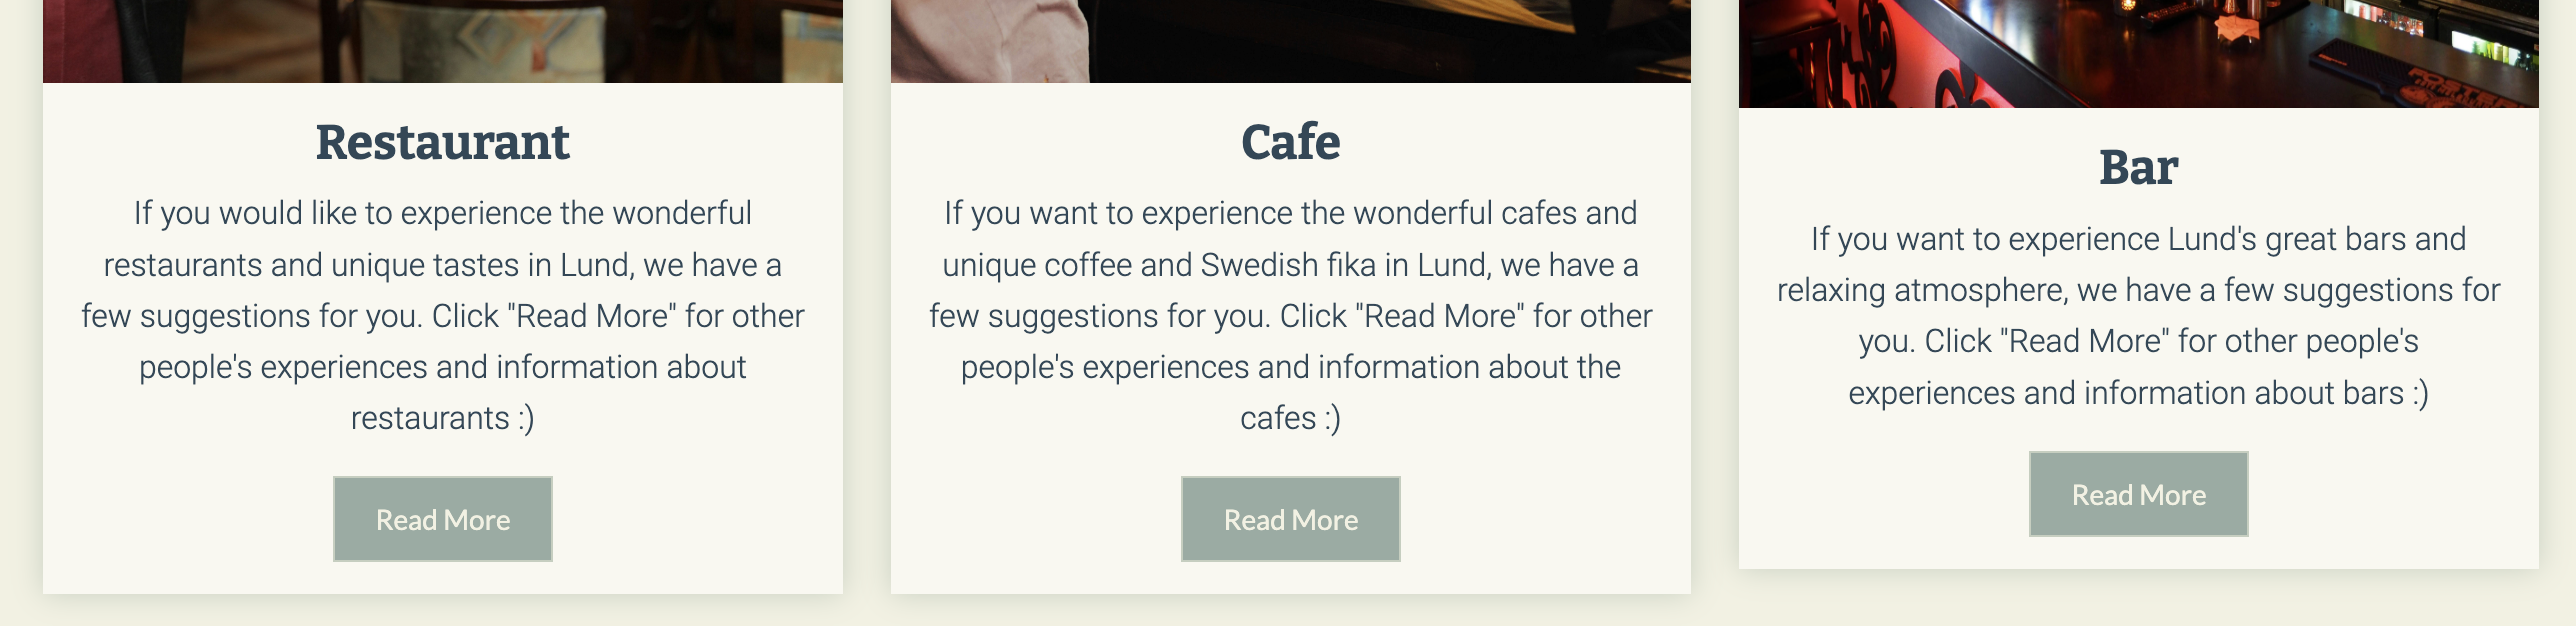 Restaurant
If you would like to experience the wonderful
restaurants and unique tastes in Lund, we have a
few suggestions for you. Click "Read More" for other
people's experiences and information about
restaurants :)
Read More
Cafe
If you want to experience the wonderful cafes and
unique coffee and Swedish fika in Lund, we have a
few suggestions for you. Click "Read More" for other
people's experiences and information about the
cafes :)
Read More
Bar
If you want to experience Lund's great bars and
relaxing atmosphere, we have a few suggestions for
you. Click "Read More" for other people's
experiences and information about bars :)
Read More